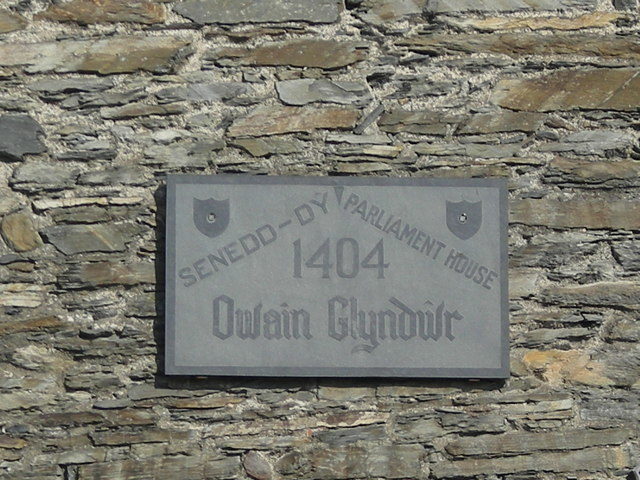 SENEDD-DY PARLIAMENT HOUSE
1404
Owain Glyndŵr